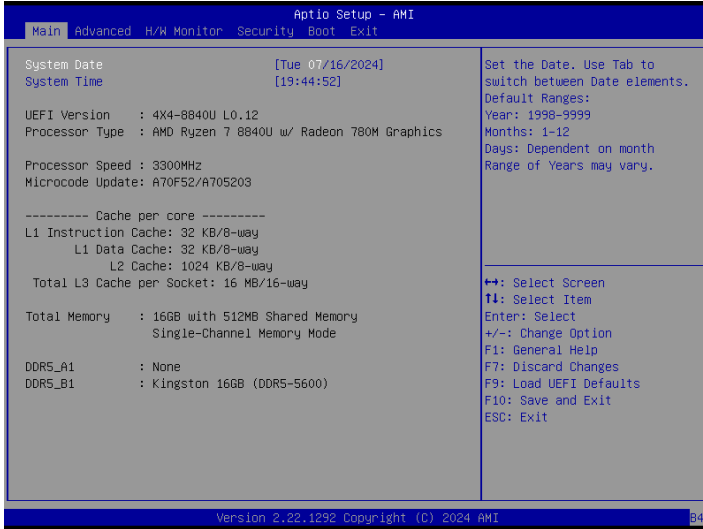 Aptio Setup - AMI
Main Advanced H/W Monitor Security Boot Exit
System Date [Tue 07/16/2024]
System Time [19:44:52]
UEFI Version : 4X4-8840U L0.12
Processor Type : AMD Ryzen 7 8840U w/ Radeon 780M Graphics
Processor Speed : 3300MHz
Microcode Update: A70F52/A705203
--------- Cache per core ---------
L1 Instruction Cache: 32 KB/8-way
L1 Data Cache: 32 KB/8-way
L2 Cache: 1024 KB/8-way
Total L3 Cache per Socket: 16 MB/16-way
Total Memory : 16GB with 512MB Shared Memory
Single-Channel Memory Mode
DDR5_A1 : None
DDR5_B1 : Kingston 16GB (DDR5-5600)
Set the Date. Use Tab to
switch between Date elements.
Default Ranges:
Year: 1998-9999
Months: 1-12
Days: Dependent on month
Range of Years may vary.
↔: Select Screen
↑↓: Select Item
Enter: Select
+/-: Change Option
F1: General Help
F7: Discard Changes
F9: Load UEFI Defaults
F10: Save and Exit
ESC: Exit
Version 2.22.1292 Copyright (C) 2024 AMI
B4